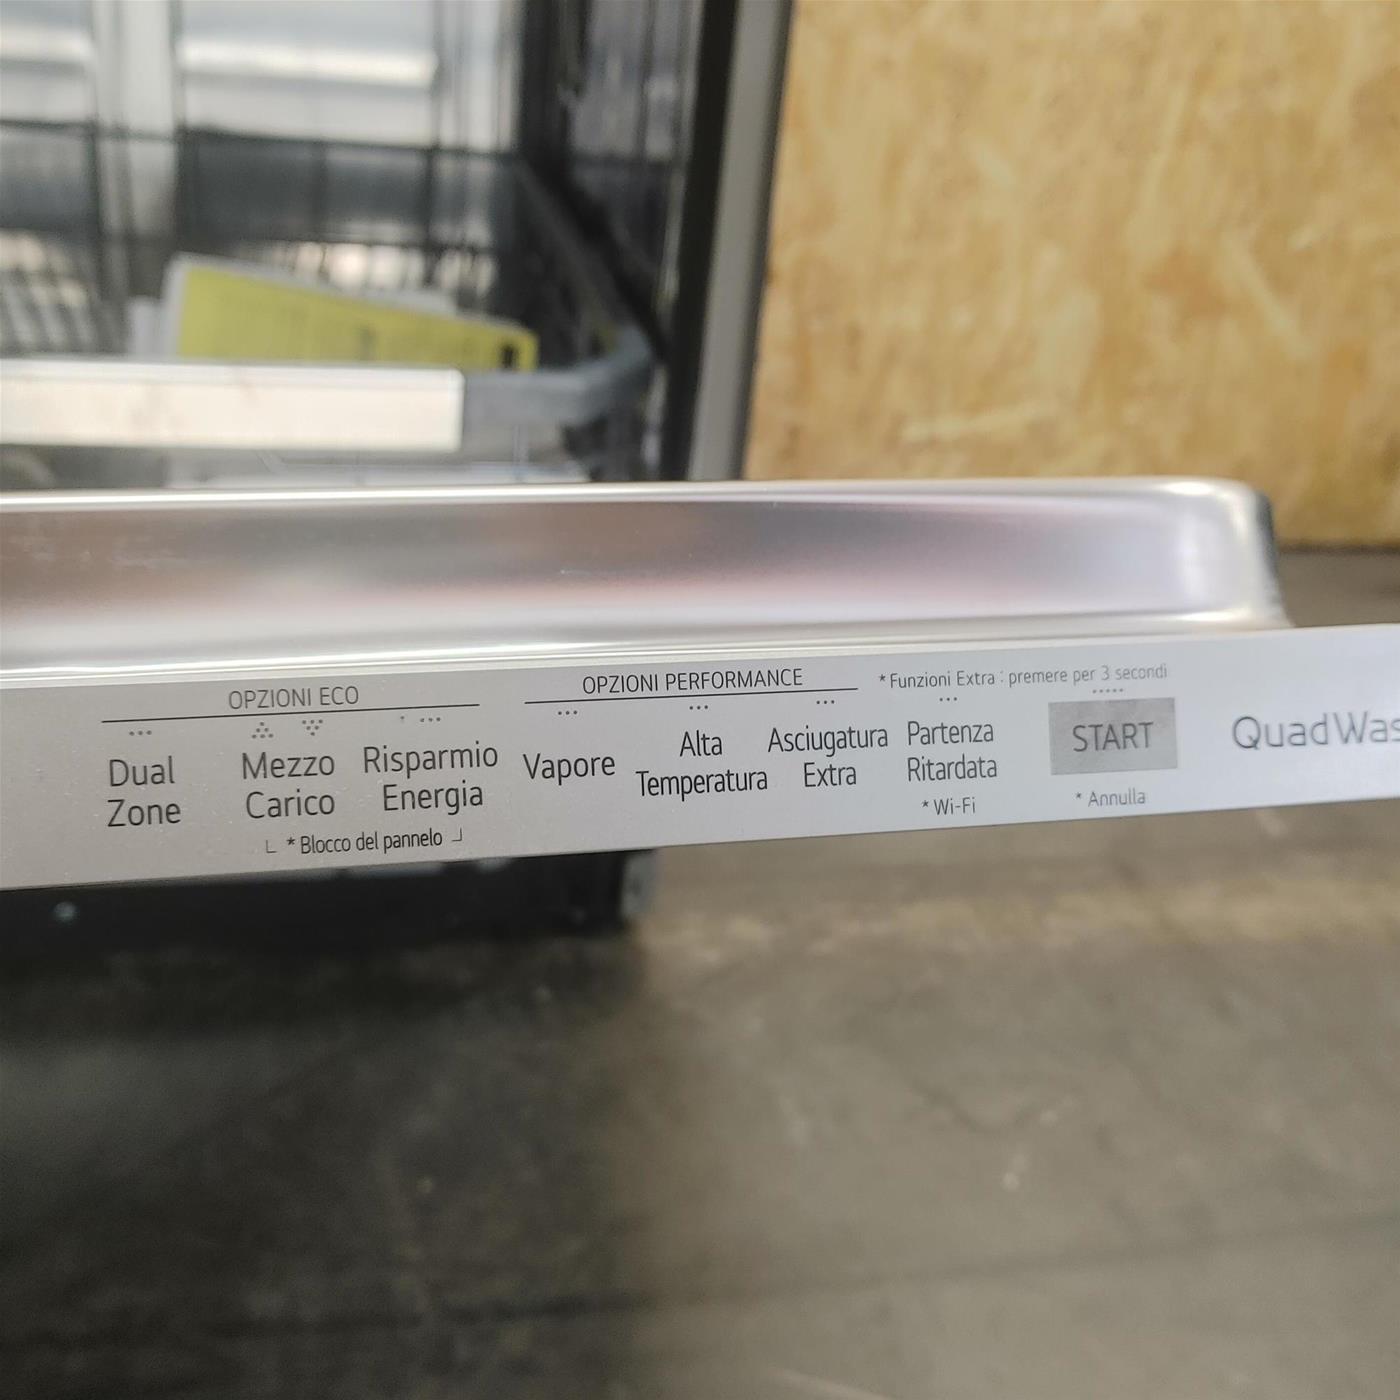 OPZIONI ECO
Dual
Zone
Mezzo
Carico
Risparmio
Energia
* Blocco del pannelo
OPZIONI PERFORMANCE
Vapore
Alta
Temperatura
Asciugatura
Extra
* Funzioni Extra : premere per 3 secondi
Partenza
Ritardata
* Wi-Fi
START
* Annulla
QuadWas